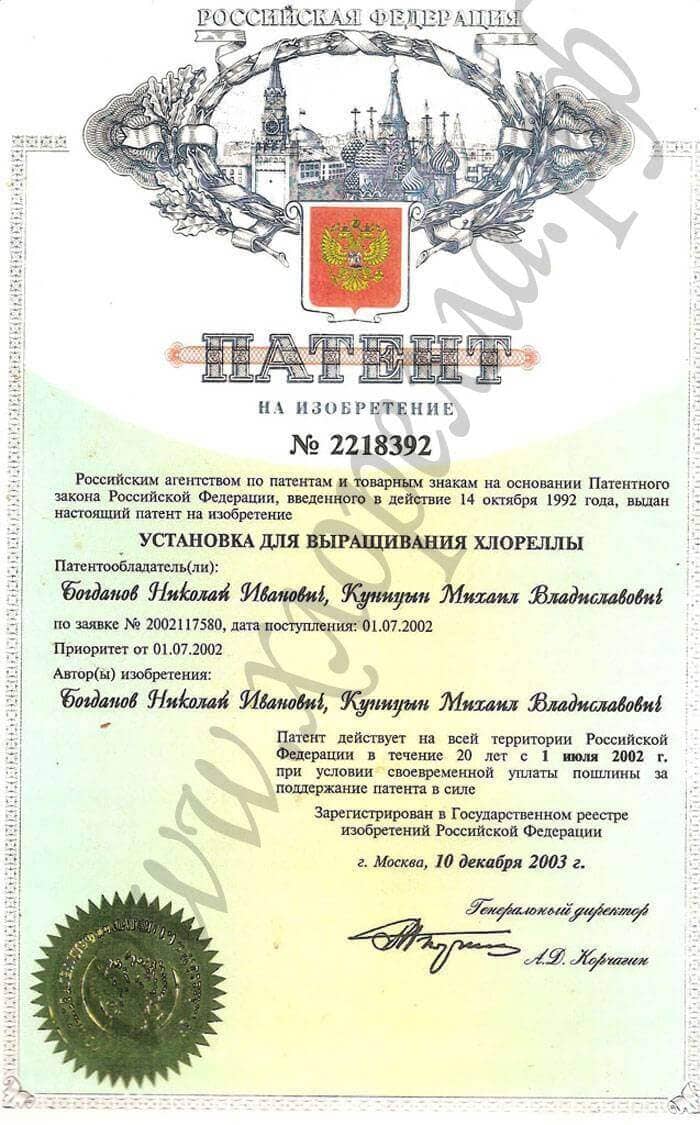 РОССИЙСКАЯ ФЕДЕРАЦИЯ
ПАТЕНТ
НА ИЗОБРЕТЕНИЕ
№ 2218392
Российским агентством по патентам и товарным знакам на основании Патентного
закона Российской Федерации, введенного в действие 14 октября 1992 года, выдан
настоящий патент на изобретение
УСТАНОВКА ДЛЯ ВЫРАЩИВАНИЯ ХЛОРЕЛЛЫ
Патентообладатель(ли):
Богданов Николай Иванович, Куницын Михаил Владиславович
по заявке № 2002117580, дата поступления: 01.07.2002
Приоритет от 01.07.2002
Автор(ы) изобретения:
Богданов Николай Иванович, Куницын Михаил Владиславович
Патент действует на всей территории Российской
Федерации в течение 20 лет с 1 июля 2002 г.
при условии своевременной уплаты пошлины за
поддержание патента в силе
Зарегистрирован в Государственном реестре
изобретений Российской Федерации
г. Москва, 10 декабря 2003 г.
Генеральный директор
А.Д. Корчагин
www.хлорелла.рф